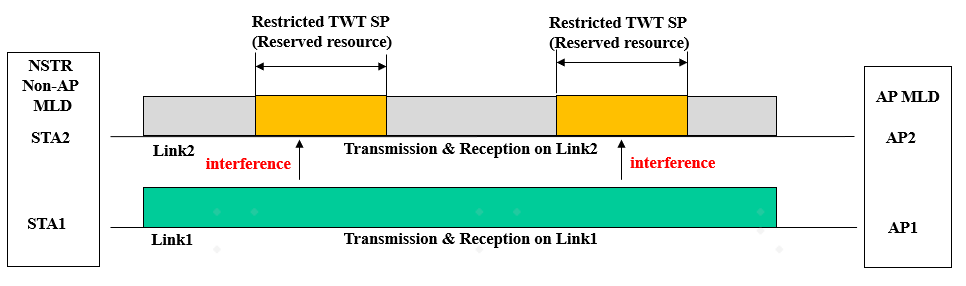 Restricted TWT SP
(Reserved resource)
Restricted TWT SP
(Reserved resource)
NSTR
Non-AP
MLD
STA2
STA1
AP MLD
AP2
AP1
Link2
Transmission & Reception on Link2
interference
interference
Link1
Transmission & Reception on Link1